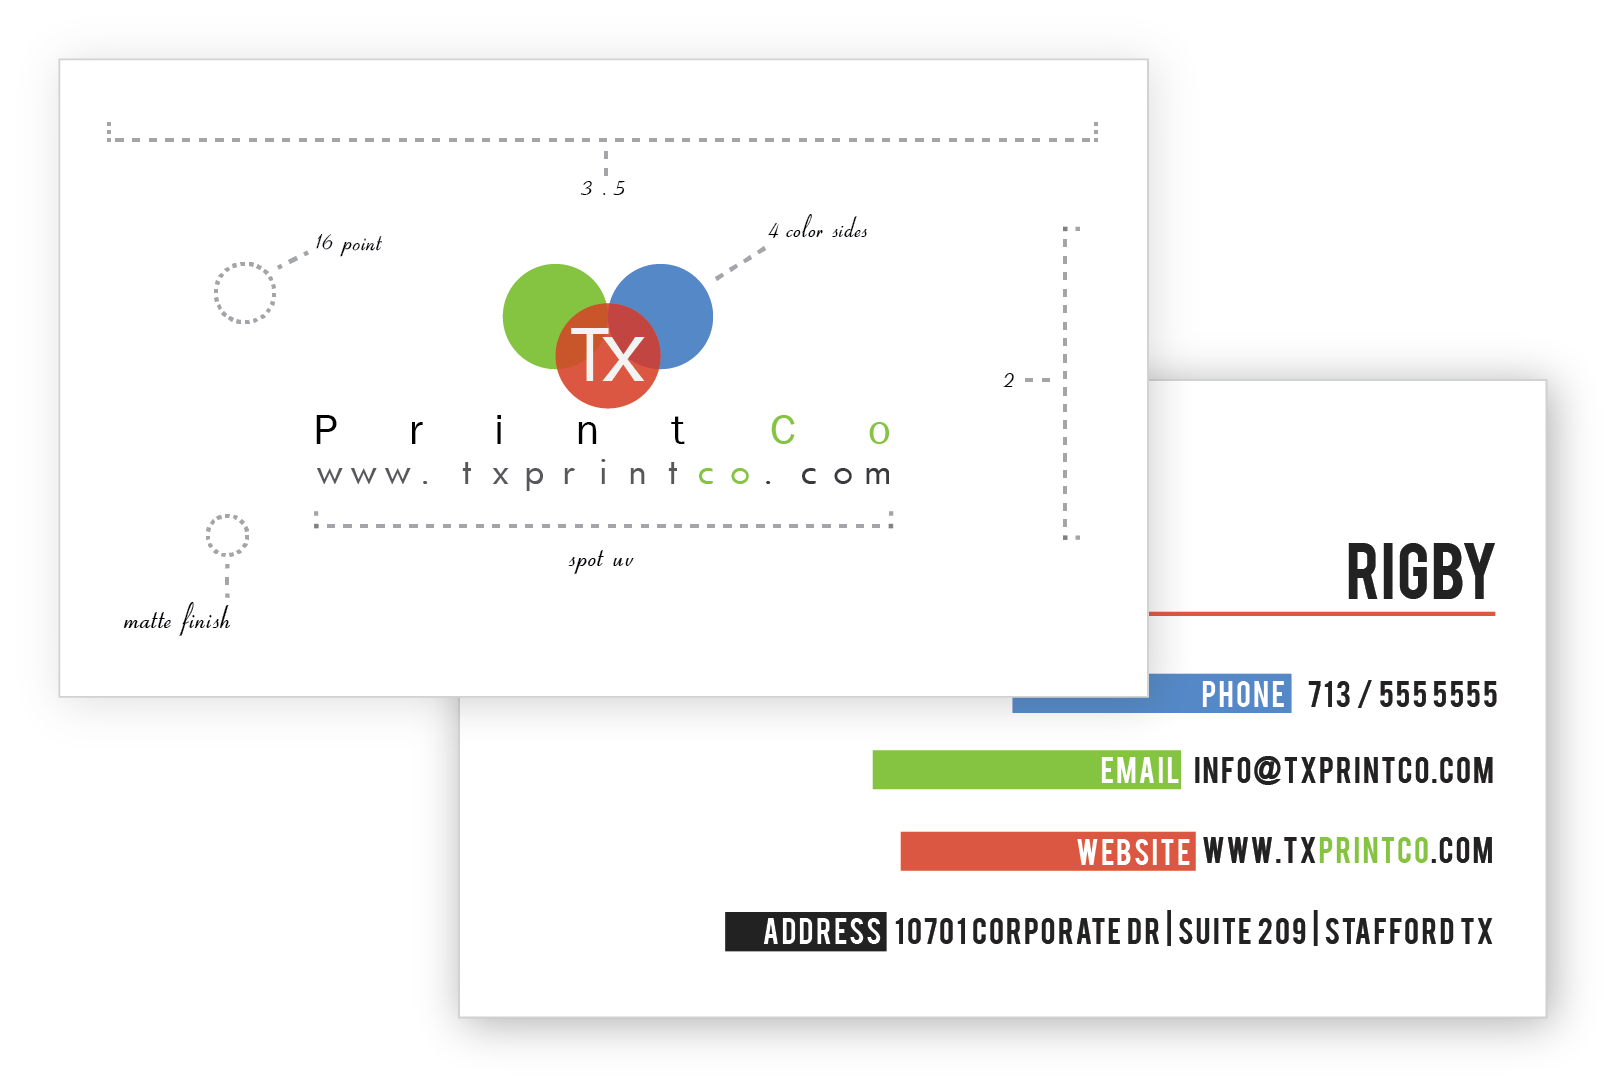 3 . 5
16 point
4 color sides
Tx
2
PrintCo
www.txprintco.com
spot uv
matte finish
RIGBY
PHONE 713 / 555 5555
EMAIL INFO@TXPRINTCO.COM
WEBSITE WWW.TXPRINTCO.COM
ADDRESS 10701 CORPORATE DR | SUITE 209 | STAFFORD TX